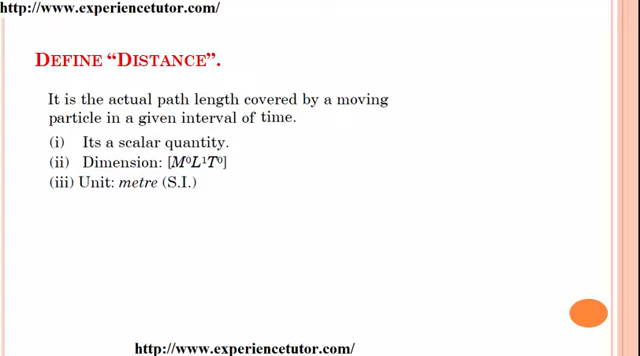 http://www.experiencetutor.com/
DEFINE “DISTANCE”.
It is the actual path length covered by a moving
particle in a given interval of time.
(i) Its a scalar quantity.
(ii) Dimension: [M⁰L¹T⁰]
(iii) Unit: metre (S.I.)
http://www.experiencetutor.com/